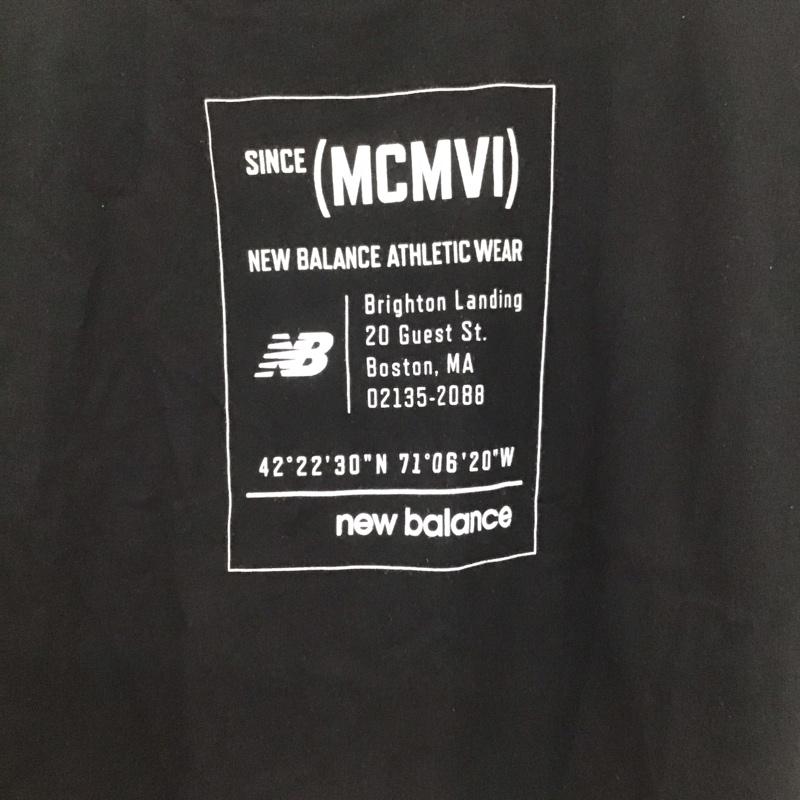 SINCE (MCMVI)
NEW BALANCE ATHLETIC WEAR
NB
Brighton Landing
20 Guest St.
Boston, MA
02135-2088
42°22'30"N 71°06'20"W
new balance